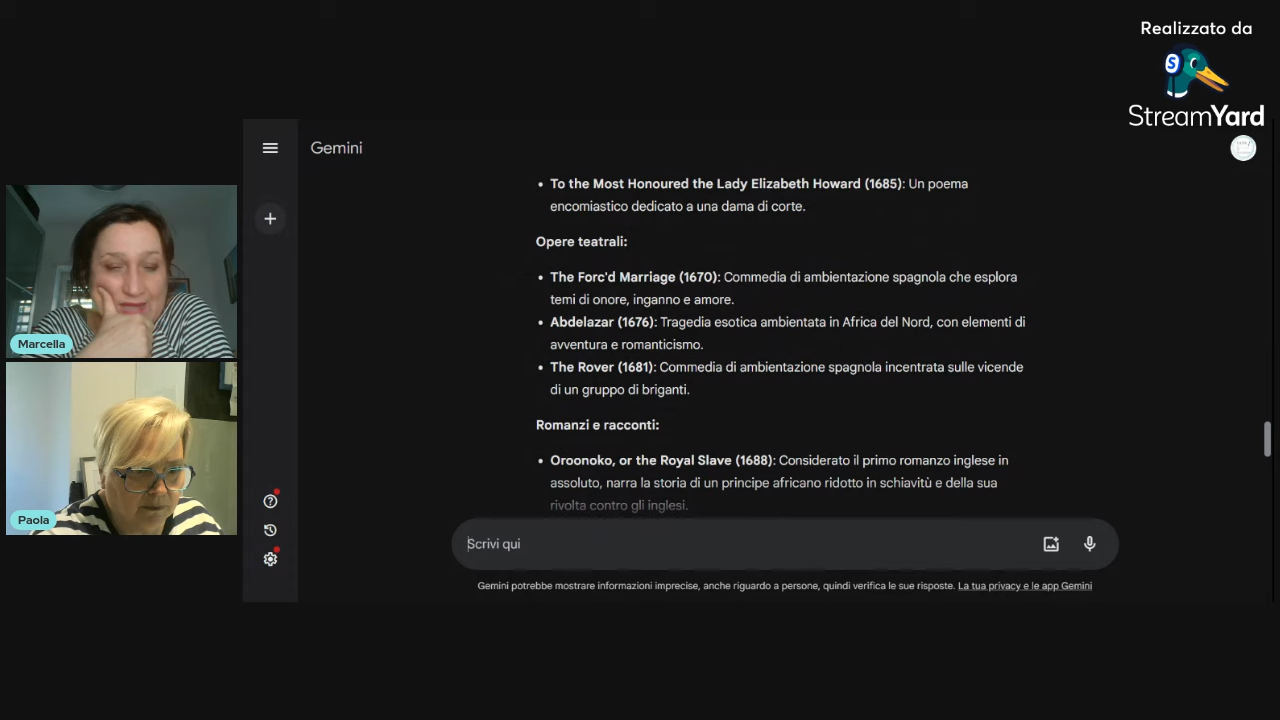 Realizzato da
StreamYard
Gemini
To the Most Honoured the Lady Elizabeth Howard (1685): Un poema
encomiastico dedicato a una dama di corte.
Opere teatrali:
The Forc'd Marriage (1670): Commedia di ambientazione spagnola che esplora
temi di onore, inganno e amore.
Abdelazar (1676): Tragedia esotica ambientata in Africa del Nord, con elementi di
avventura e romanticismo.
The Rover (1681): Commedia di ambientazione spagnola incentrata sulle vicende
di un gruppo di briganti.
Romanzi e racconti:
Oroonoko, or the Royal Slave (1688): Considerato il primo romanzo inglese in
assoluto, narra la storia di un principe africano ridotto in schiavitù e della sua
rivolta contro gli inglesi.
Scrivi qui
Gemini potrebbe mostrare informazioni imprecise, anche riguardo a persone, quindi verifica le sue risposte. La tua privacy e le app Gemini
Marcella
Paola